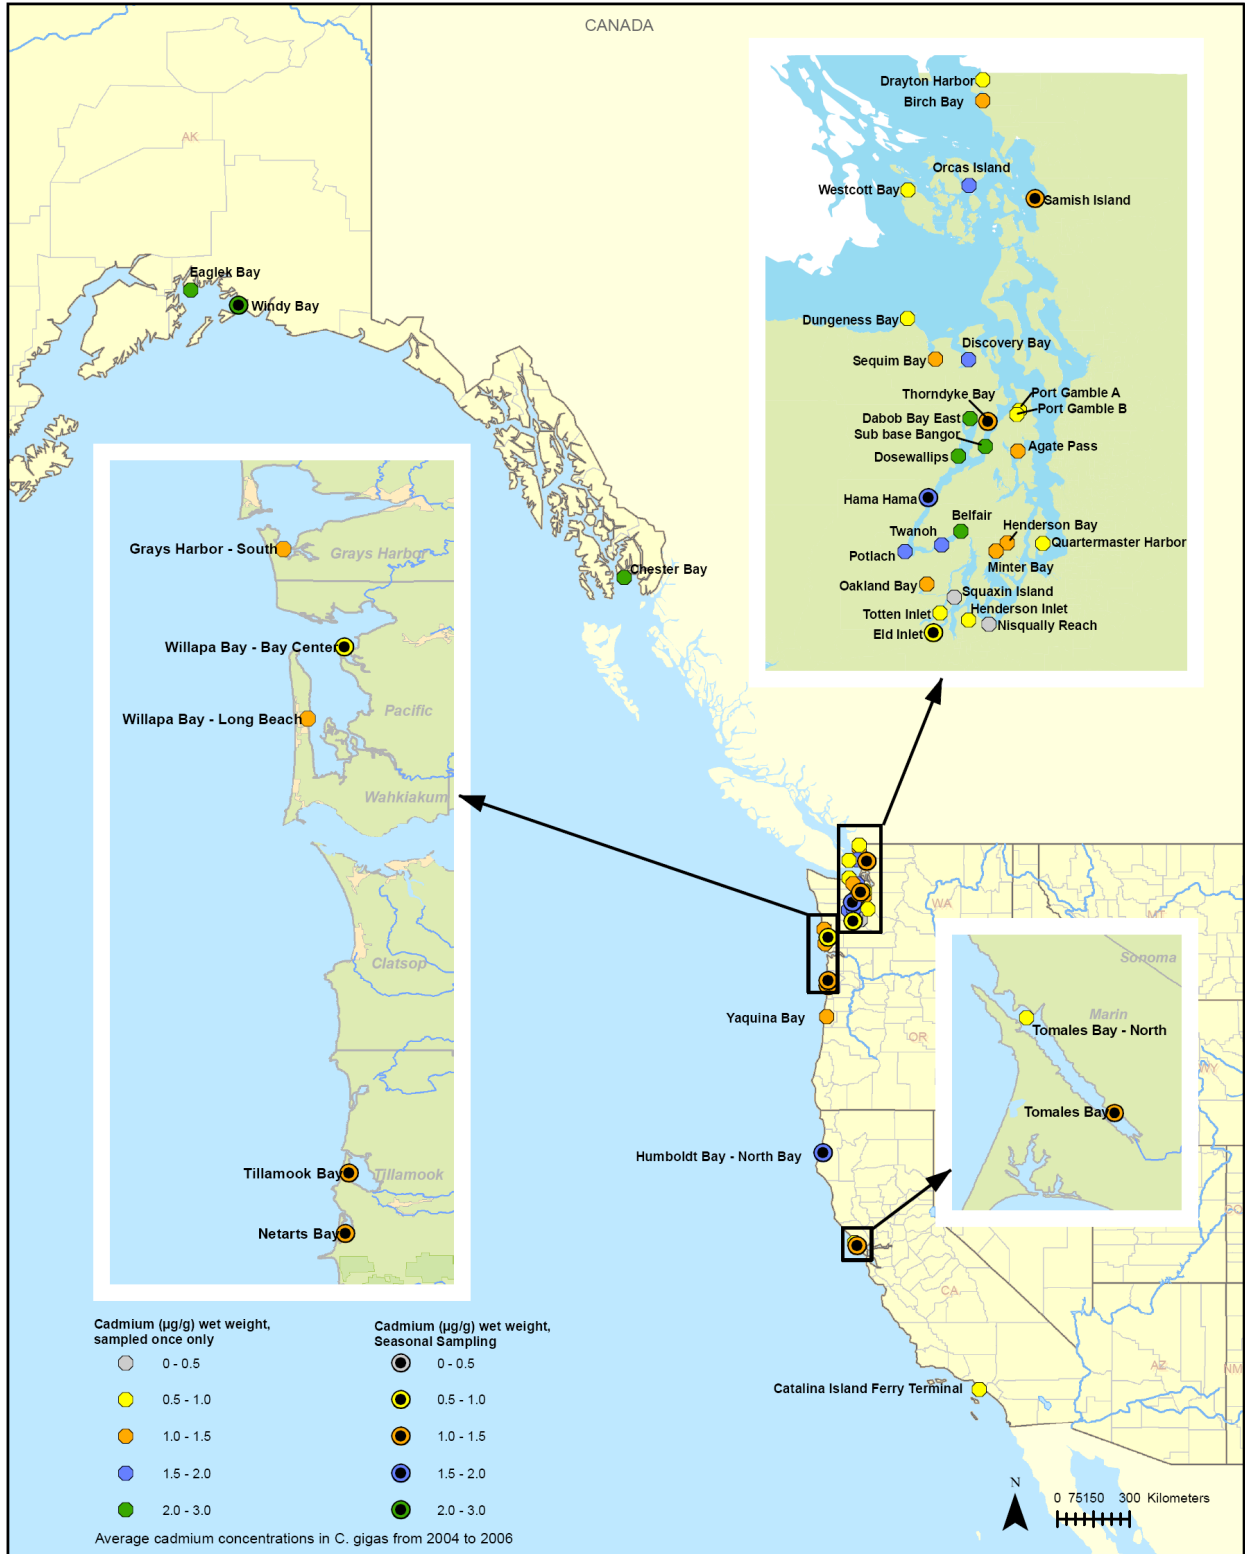 CANADA
AK
Drayton Harbor
Birch Bay
Orcas Island
Westcott Bay
Samish Island
Eaglek Bay
Windy Bay
Dungeness Bay
Discovery Bay
Sequim Bay
Thorndyke Bay
Port Gamble A
Port Gamble B
Dabob Bay East
Sub base Bangor
Agate Pass
Dosewallips
Hama Hama
Belfair
Henderson Bay
Twanoh
Quartermaster Harbor
Potlach
Minter Bay
Oakland Bay
Squaxin Island
Henderson Inlet
Totten Inlet
Nisqually Reach
Eld Inlet
Chester Bay
Grays Harbor - South
Grays Harbor
Willapa Bay - Bay Center
Pacific
Willapa Bay - Long Beach
Wahkiakum
Clatsop
Tillamook Bay
Tillamook
Netarts Bay
WA
MT
Sonoma
Marin
Tomales Bay - North
Tomales Bay
Yaquina Bay
OR
WY
Humboldt Bay - North Bay
CO
CA
AZ
NM
Catalina Island Ferry Terminal
Cadmium (µg/g) wet weight,
sampled once only
0 - 0.5
0.5 - 1.0
1.0 - 1.5
1.5 - 2.0
2.0 - 3.0
Cadmium (µg/g) wet weight,
Seasonal Sampling
0 - 0.5
0.5 - 1.0
1.0 - 1.5
1.5 - 2.0
2.0 - 3.0
Average cadmium concentrations in C. gigas from 2004 to 2006
N
0 75150 300 Kilometers